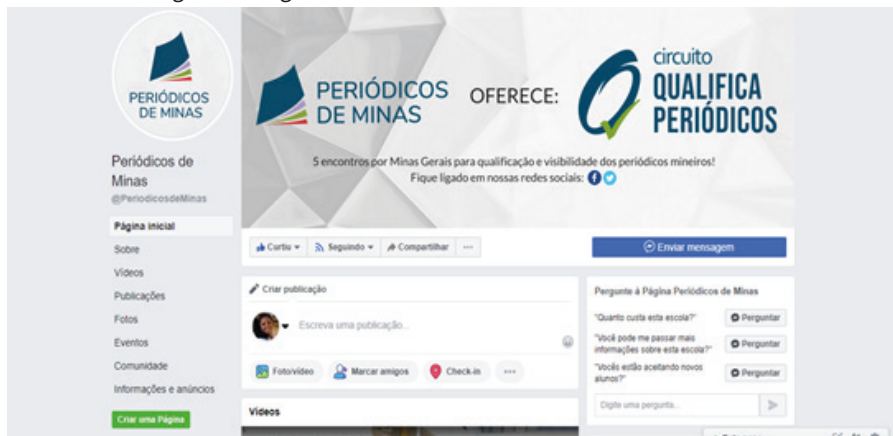 PERIÓDICOS
DE MINAS
Periódicos de
Minas
@PeriodicosdeMinas
Página inicial
Sobre
Vídeos
Publicações
Fotos
Eventos
Comunidade
Informações e anúncios
Criar uma Página
PERIÓDICOS
DE MINAS
OFERECE:
circuito
QUALIFICA
PERIÓDICOS
5 encontros por Minas Gerais para qualificação e visibilidade dos periódicos mineiros!
Fique ligado em nossas redes sociais:
Curtiu Seguindo Compartilhar ···
Enviar mensagem
Criar publicação
Escreva uma publicação...
Foto/vídeo Marcar amigos Check-in ···
Vídeos
Pergunte à Página Periódicos de Minas
"Quanto custa esta escola?" Perguntar
"Você pode me passar mais
informações sobre esta escola?" Perguntar
"Vocês estão aceitando novos
alunos?" Perguntar
Digite uma pergunta...